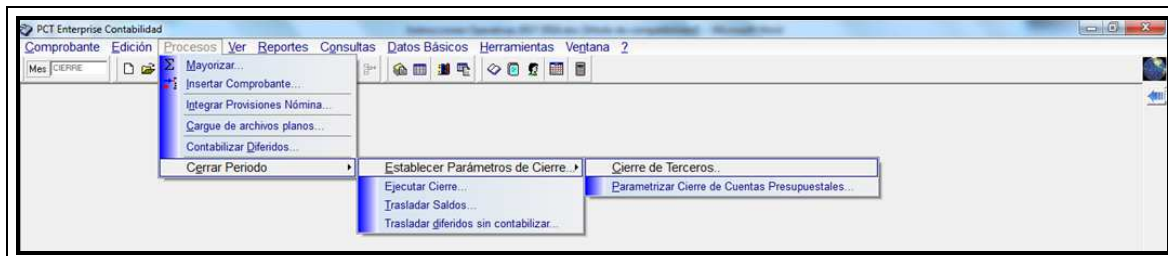 PCT Enterprise Contabilidad
Comprobante Edición Procesos Ver Reportes Consultas Datos Básicos Herramientas Ventana ?
Mes CIERRE
Mayorizar...
Insertar Comprobante...
Integrar Provisiones Nómina...
Cargue de archivos planos...
Contabilizar Diferidos...
Cerrar Periodo
Establecer Parámetros de Cierre...
Ejecutar Cierre...
Trasladar Saldos...
Trasladar diferidos sin contabilizar...
Cierre de Terceros..
Parametrizar Cierre de Cuentas Presupuestales...